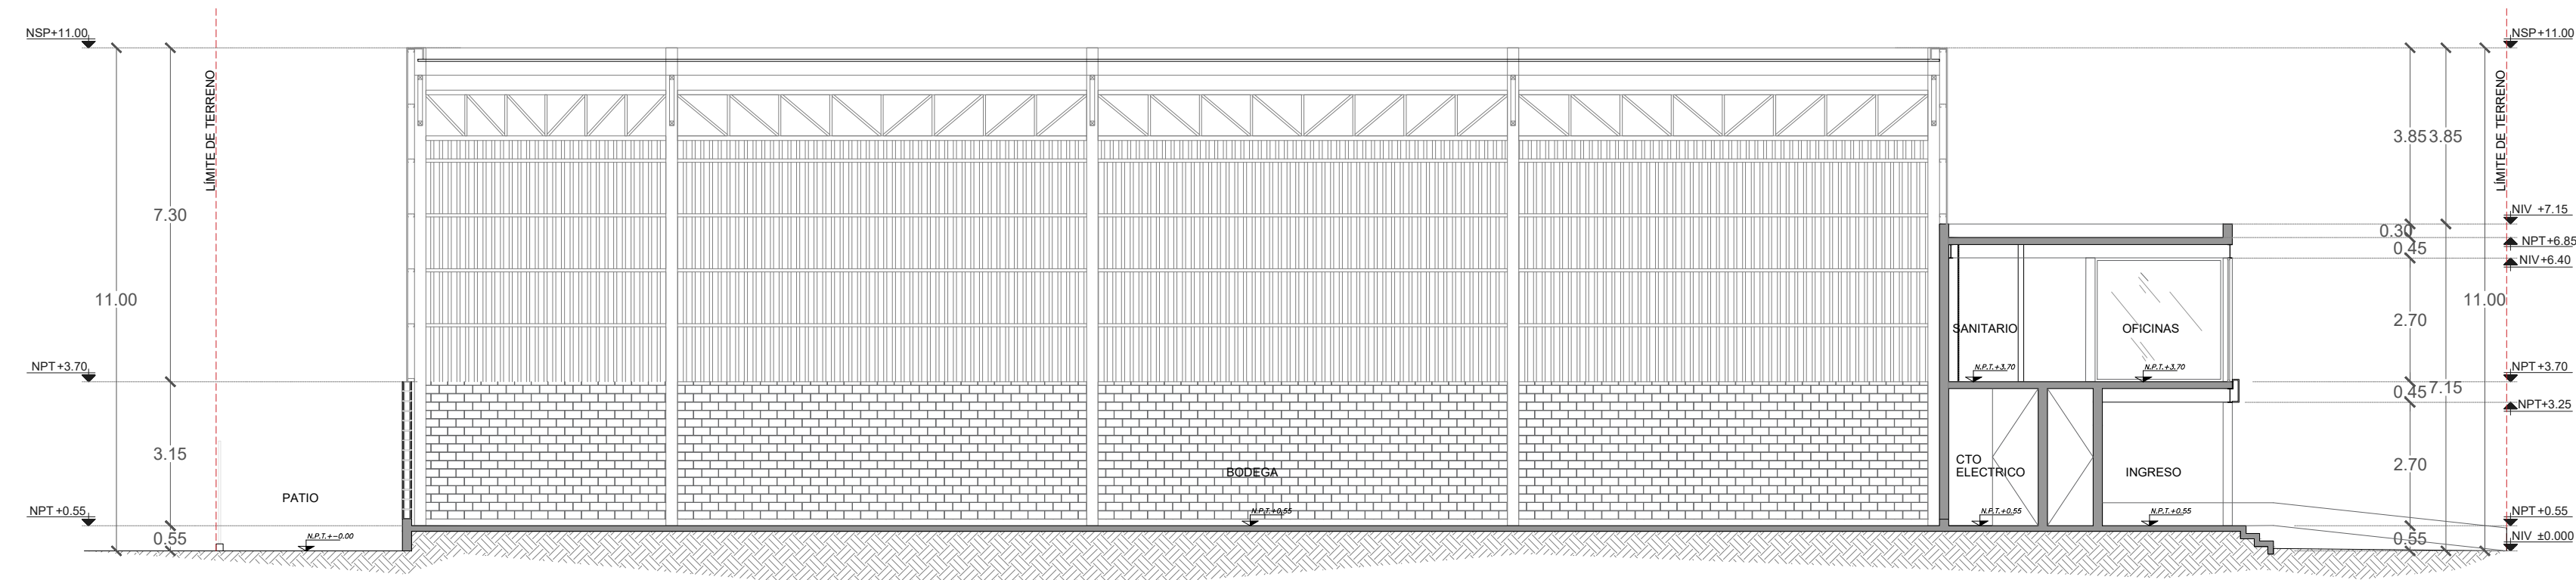 NSP+11.00
NSP+11.00
LÍMITE DE TERRENO
LÍMITE DE TERRENO
3.85
3.85
7.30
NIV +7.15
0.30
NPT+6.85
0.45
NIV+6.40
11.00
11.00
2.70
SANITARIO
OFICINAS
NPT+3.70
N.P.T.+3.70
N.P.T.+3.70
NPT+3.70
0.45
7.15
NPT+3.25
3.15
BODEGA
CTO
ELECTRICO
INGRESO
2.70
PATIO
NPT+0.55
N.P.T.+0.55
N.P.T.+0.55
N.P.T.+0.55
NPT+0.55
0.55
N.P.T.+-0.00
0.55
NIV ±0.000